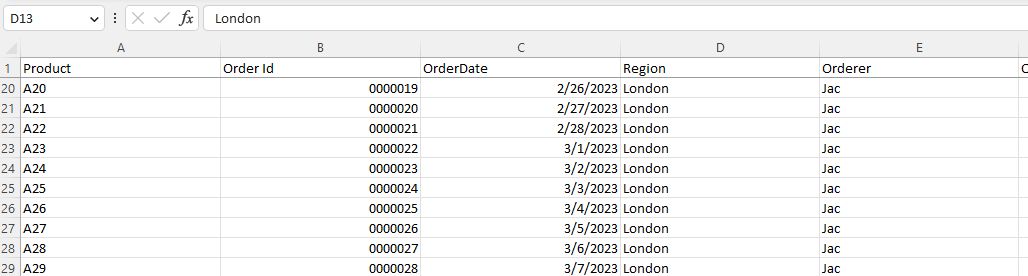 D13 fx London
A B C D E
1 Product Order Id OrderDate Region Orderer
20 A20 0000019 2/26/2023 London Jac
21 A21 0000020 2/27/2023 London Jac
22 A22 0000021 2/28/2023 London Jac
23 A23 0000022 3/1/2023 London Jac
24 A24 0000023 3/2/2023 London Jac
25 A25 0000024 3/3/2023 London Jac
26 A26 0000025 3/4/2023 London Jac
27 A27 0000026 3/5/2023 London Jac
28 A28 0000027 3/6/2023 London Jac
29 A29 0000028 3/7/2023 London Jac